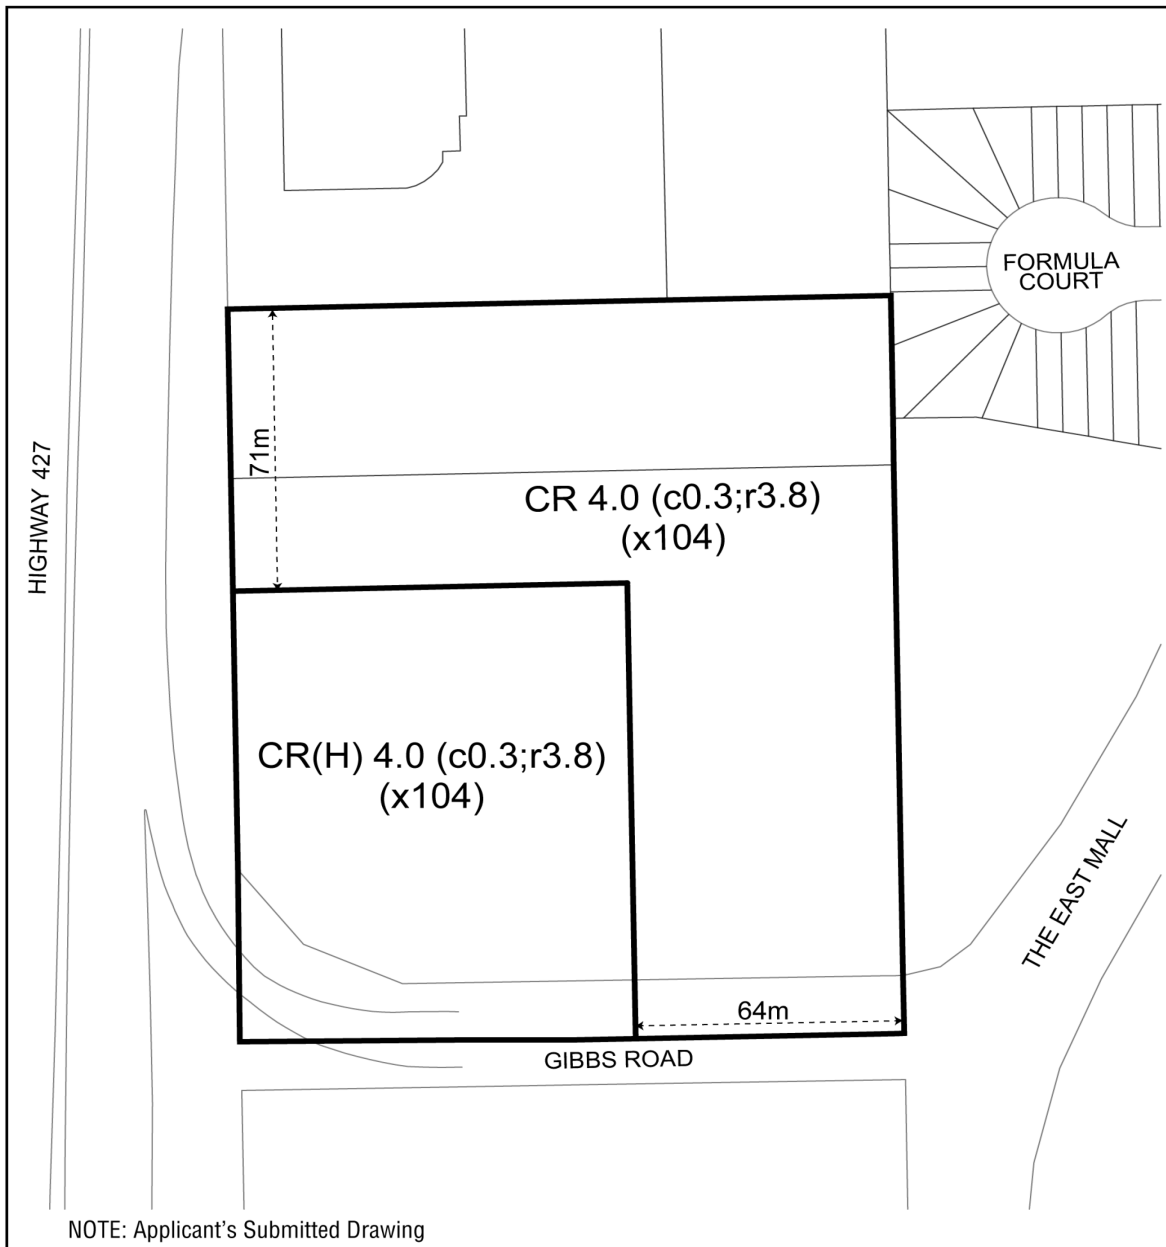 FORMULA
COURT
HIGHWAY 427
71m
CR 4.0 (c0.3;r3.8)
(x104)
CR(H) 4.0 (c0.3;r3.8)
(x104)
THE EAST MALL
64m
GIBBS ROAD
NOTE: Applicant's Submitted Drawing